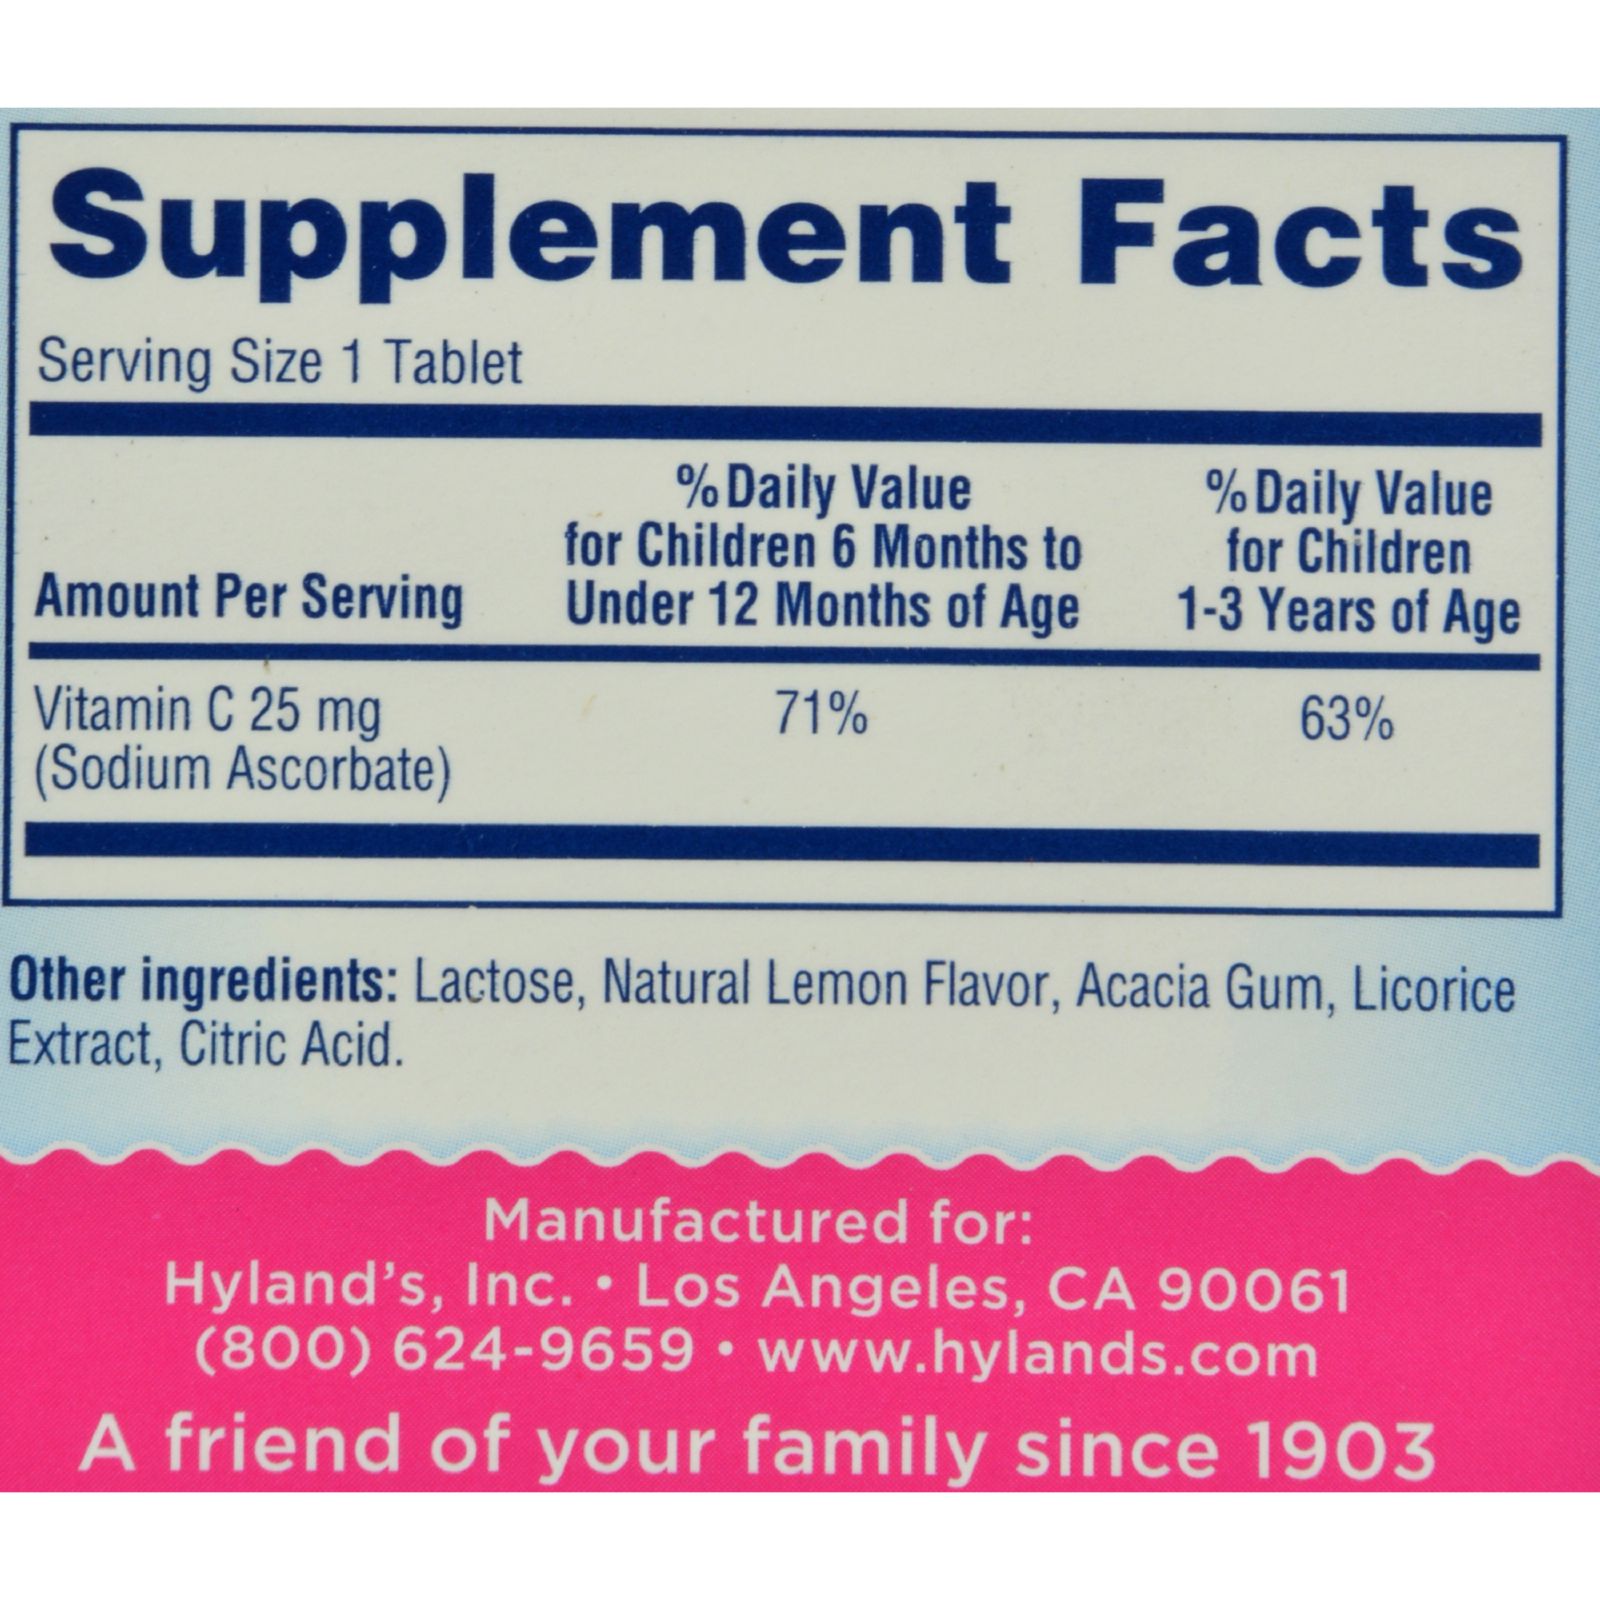 Supplement Facts
Serving Size 1 Tablet
Amount Per Serving
% Daily Value
for Children 6 Months to
Under 12 Months of Age
% Daily Value
for Children
1-3 Years of Age
Vitamin C 25 mg 71% 63%
(Sodium Ascorbate)
Other ingredients: Lactose, Natural Lemon Flavor, Acacia Gum, Licorice
Extract, Citric Acid.
Manufactured for:
Hyland's, Inc. • Los Angeles, CA 90061
(800) 624-9659 • www.hylands.com
A friend of your family since 1903